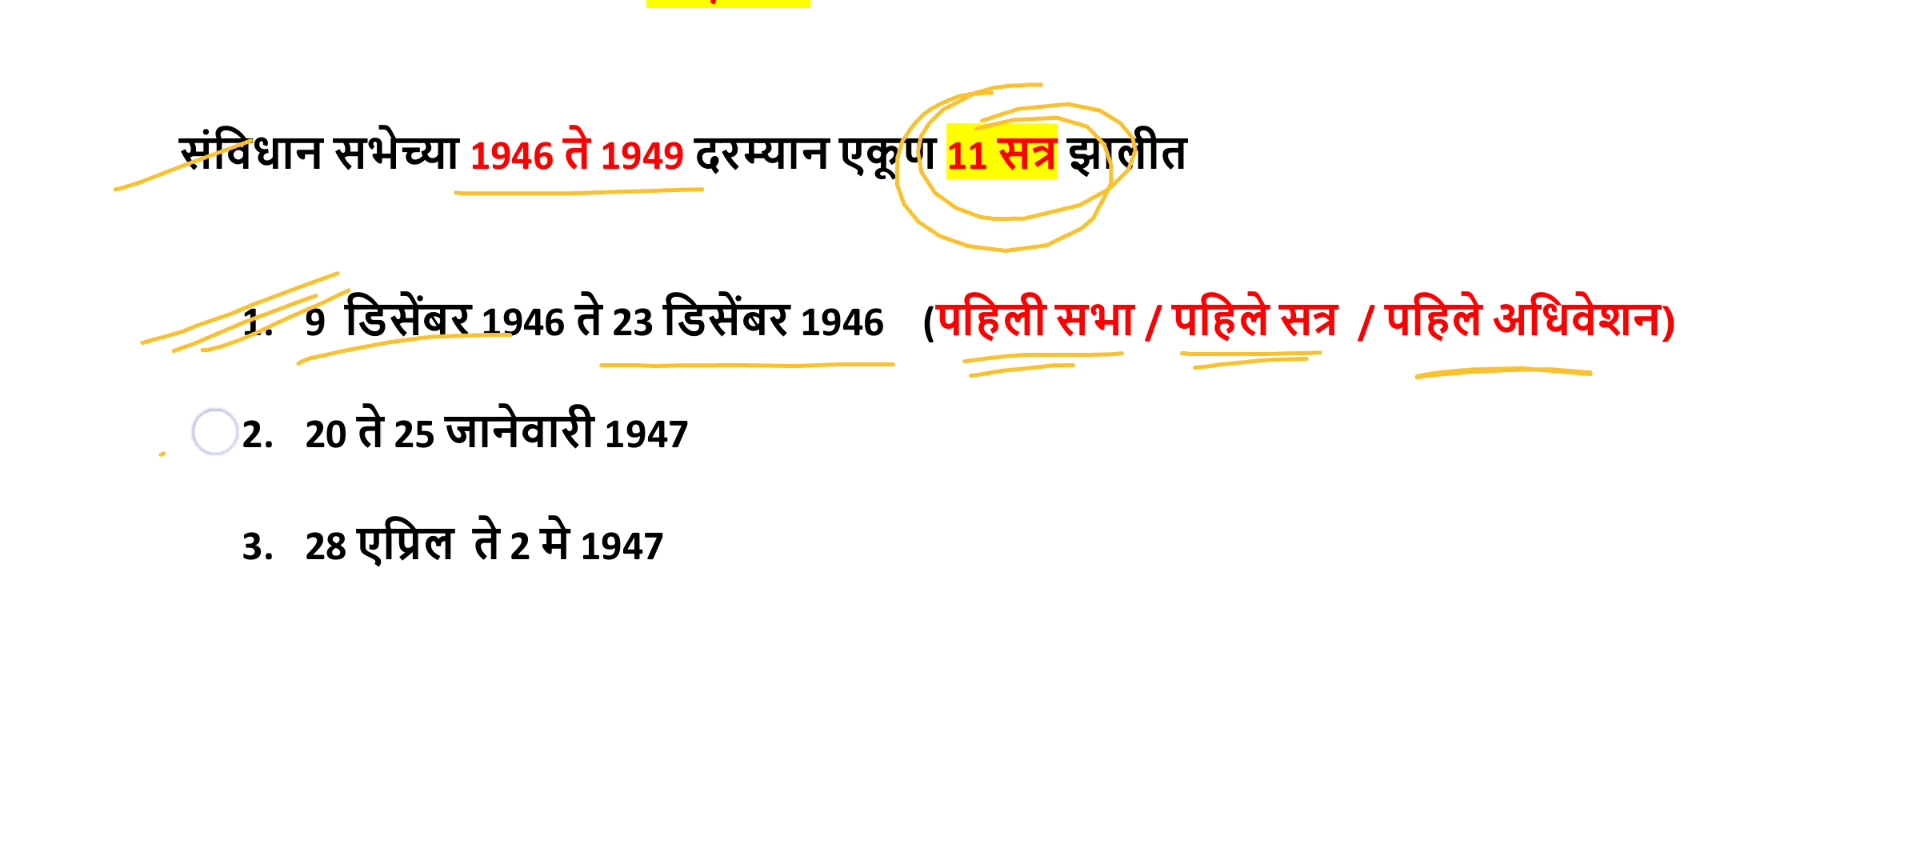 संविधान सभेच्या 1946 ते 1949 दरम्यान एकूण 11 सत्र झालीत
1. 9 डिसेंबर 1946 ते 23 डिसेंबर 1946 (पहिली सभा / पहिले सत्र / पहिले अधिवेशन)
2. 20 ते 25 जानेवारी 1947
3. 28 एप्रिल ते 2 मे 1947